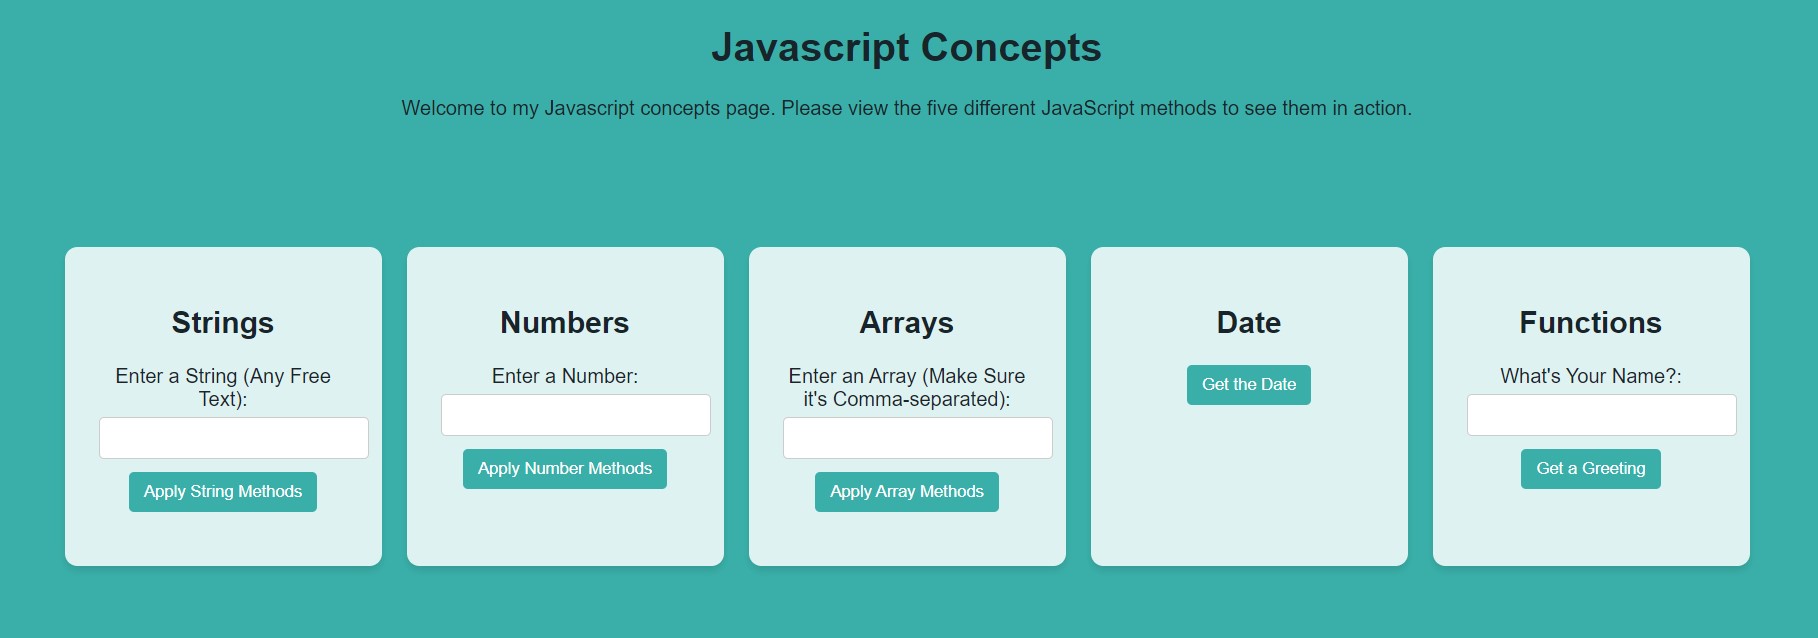 Javascript Concepts
Welcome to my Javascript concepts page. Please view the five different JavaScript methods to see them in action.
Strings
Enter a String (Any Free
Text):
Apply String Methods
Numbers
Enter a Number:
Apply Number Methods
Arrays
Enter an Array (Make Sure
it's Comma-separated):
Apply Array Methods
Date
Get the Date
Functions
What's Your Name?:
Get a Greeting